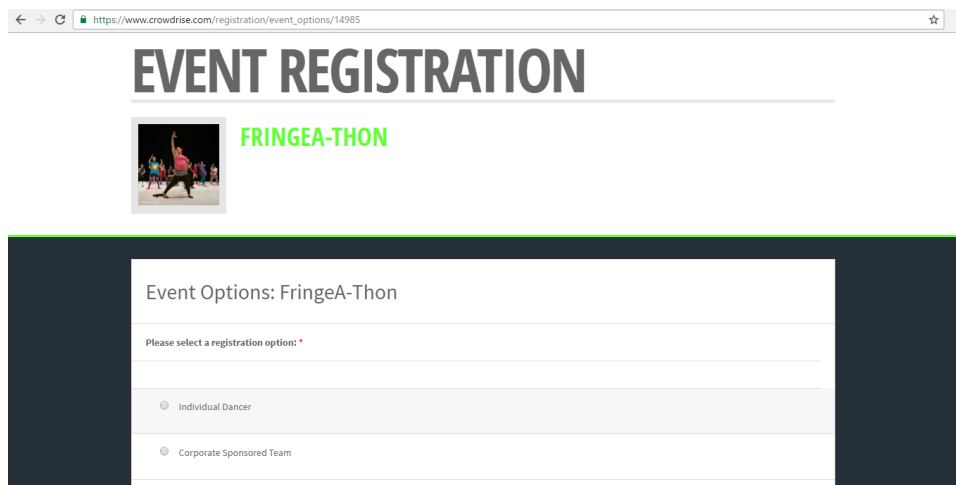 https://www.crowdrise.com/registration/event_options/14985
EVENT REGISTRATION
FRINGEA-THON
Event Options: FringeA-Thon
Please select a registration option: *
Individual Dancer
Corporate Sponsored Team